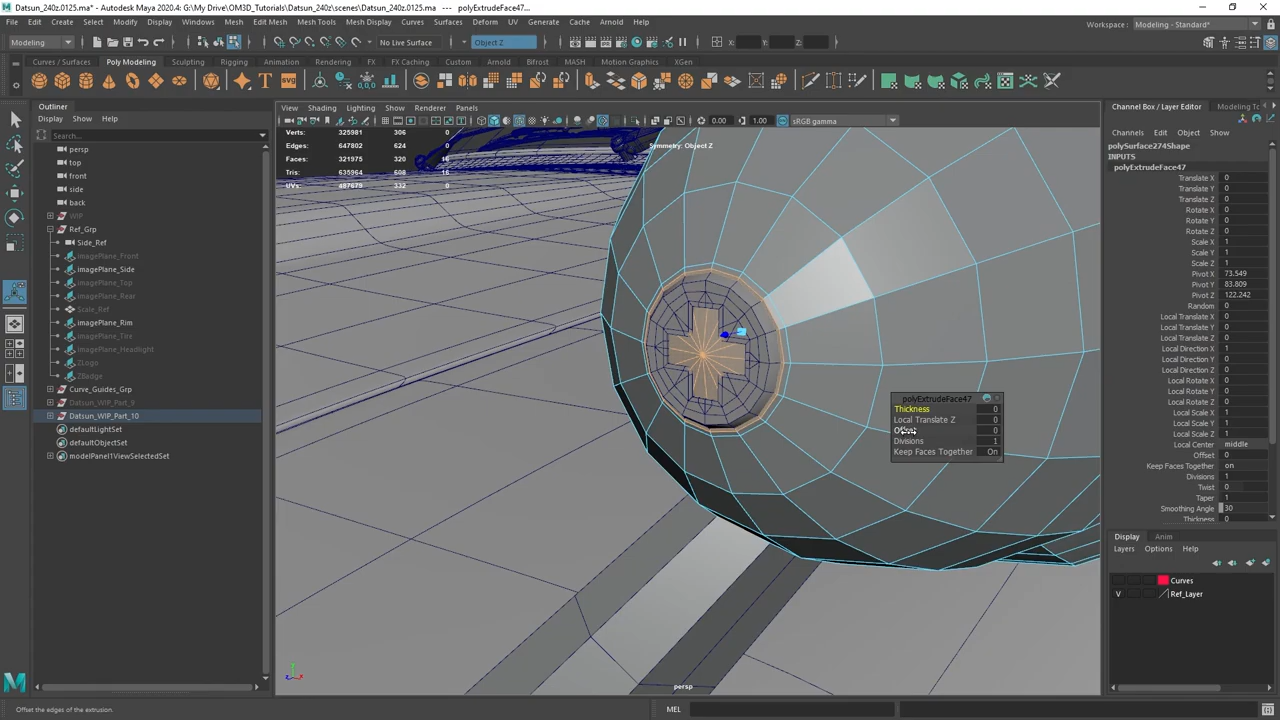 Datsun_240z.0125.ma* - Autodesk Maya 2020.4: G:\My Drive\OM3D_Tutorials\Datsun_240z\scenes\Datsun_240z.0125.ma --- polySurface274.f[...]
File Edit Create Select Modify Display Windows Mesh Edit Mesh Mesh Tools Mesh Display Curves Surfaces Deform UV Generate Cache Arnold Help
Workspace : Modeling - Standard*
Modeling No Live Surface Object Z X: Y: Z:
Curves / Surfaces Poly Modeling Sculpting Rigging Animation Rendering FX FX Caching Custom Arnold Bifrost MASH Motion Graphics XGen
Outliner
Display Show Help
Search...
persp
top
front
side
back
WIP
Ref_Grp
Side_Ref
imagePlane_Front
imagePlane_Side
imagePlane_Top
imagePlane_Rear
Scale_Ref
imagePlane_Rim
imagePlane_Tire
imagePlane_Headlight
ZLogo
ZBadge
Curve_Guides_Grp
Datsun_WIP_Part_9
Datsun_WIP_Part_10
defaultLightSet
defaultObjectSet
modelPanel1ViewSelectedSet
View Shading Lighting Show Renderer Panels
0.00 1.00 sRGB gamma
Verts: 325981 306 0
Edges: 647802 624 0
Faces: 321975 320 16
Tris: 635964 608 16
UVs: 487679 332 0
Symmetry: Object Z
polyExtrudeFace47
Thickness 0
Local Translate Z 0
Offset 0
Divisions 1
Keep Faces Together On
persp
Channel Box / Layer Editor Modeling To
Channels Edit Object Show
polySurface274Shape
INPUTS
polyExtrudeFace47
Translate X 0
Translate Y 0
Translate Z 0
Rotate X 0
Rotate Y 0
Rotate Z 0
Scale X 1
Scale Y 1
Scale Z 1
Pivot X 73.549
Pivot Y 83.809
Pivot Z 122.242
Random 0
Local Translate X 0
Local Translate Y 0
Local Translate Z 0
Local Direction X 1
Local Direction Y 0
Local Direction Z 0
Local Rotate X 0
Local Rotate Y 0
Local Rotate Z 0
Local Scale X 1
Local Scale Y 1
Local Scale Z 1
Local Center middle
Offset 0
Keep Faces Together on
Divisions 1
Twist 0
Taper 1
Smoothing Angle 30
Thickness 0
Display Anim
Layers Options Help
Curves
V Ref_Layer
Offset the edges of the extrusion.
MEL